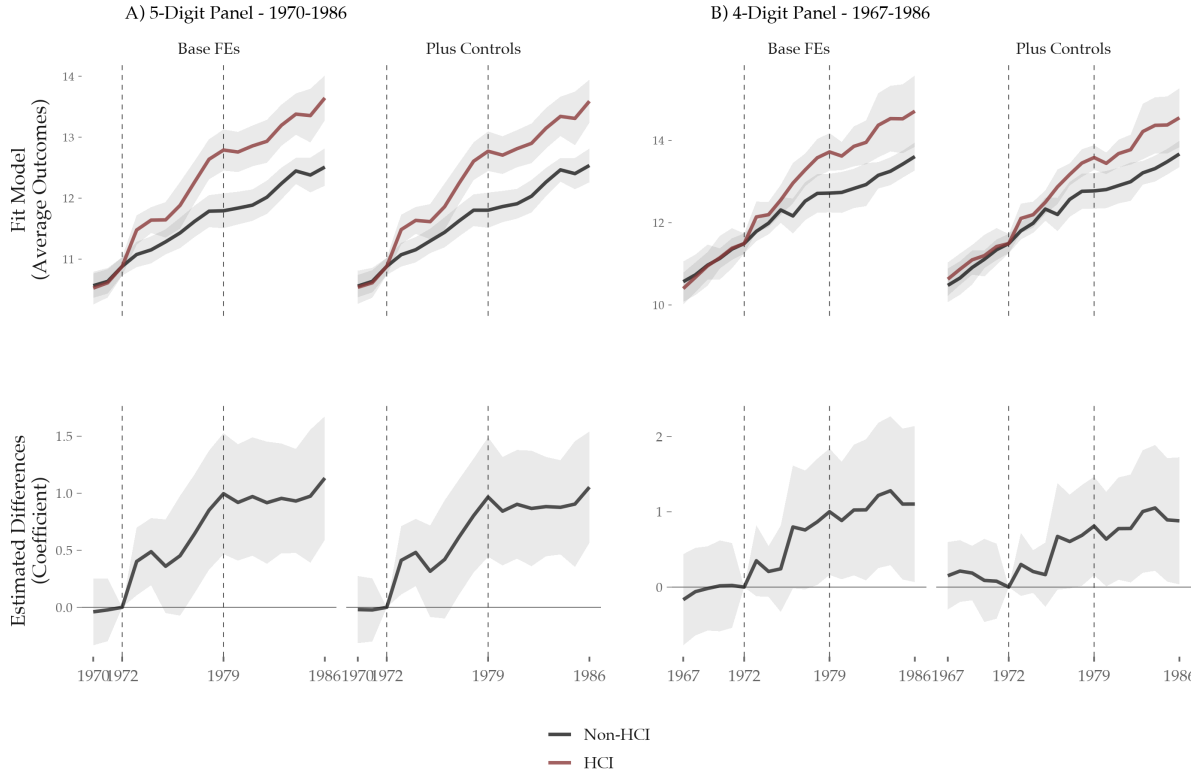 A) 5-Digit Panel - 1970-1986
B) 4-Digit Panel - 1967-1986
Base FEs
Plus Controls
Base FEs
Plus Controls
Fit Model
(Average Outcomes)
14
13
12
11
14
12
10
Estimated Differences
(Coefficient)
1.5
1.0
0.5
0.0
2
1
0
1970 1972 1979 1986 1970 1972 1979 1986
1967 1972 1979 1986 1967 1972 1979 1986
Non-HCI
HCI